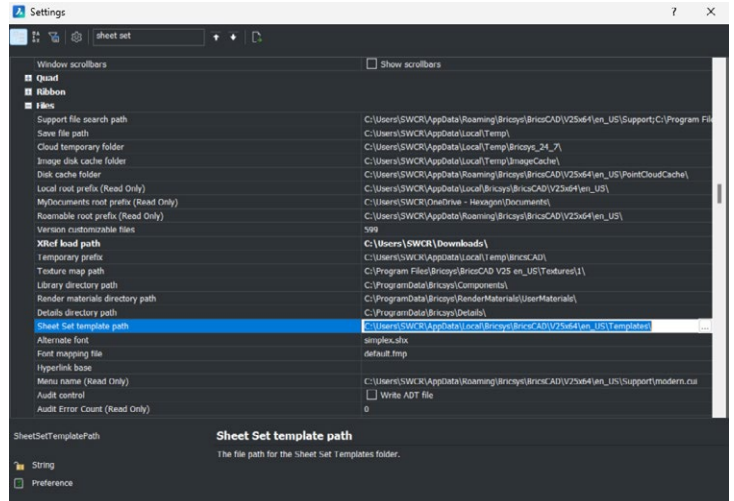 Settings
sheet set
Window scrollbars Show scrollbars
Quad
Ribbon
Files
Support file search path C:\Users\SWCR\AppData\Roaming\Bricsys\BricsCAD\V25x64\en_US\Support;C:\Program File
Save file path C:\Users\SWCR\AppData\Local\Temp\
Cloud temporary folder C:\Users\SWCR\AppData\Local\Temp\Bricsys_24_7\
Image disk cache folder C:\Users\SWCR\AppData\Local\Temp\ImageCache\
Disk cache folder C:\Users\SWCR\AppData\Roaming\Bricsys\BricsCAD\V25x64\en_US\PointCloudCache\
Local root prefix (Read Only) C:\Users\SWCR\AppData\Local\Bricsys\BricsCAD\V25x64\en_US\
MyDocuments root prefix (Read Only) C:\Users\SWCR\OneDrive - Hexagon\Documents\
Roamable root prefix (Read Only) C:\Users\SWCR\AppData\Roaming\Bricsys\BricsCAD\V25x64\en_US\
Version customizable files 599
XRef load path C:\Users\SWCR\Downloads\
Temporary prefix C:\Users\SWCR\AppData\Local\Temp\BricsCAD\
Texture map path C:\Program Files\Bricsys\BricsCAD V25 en_US\Textures\1\
Library directory path C:\ProgramData\Bricsys\Components\
Render materials directory path C:\ProgramData\Bricsys\RenderMaterials\UserMaterials\
Details directory path C:\ProgramData\Bricsys\Details\
Sheet Set template path C:\Users\SWCR\AppData\Local\Bricsys\BricsCAD\V25x64\en_US\Templates\ ...
Alternate font simplex.shx
Font mapping file default.fmp
Hyperlink base
Menu name (Read Only) C:\Users\SWCR\AppData\Roaming\Bricsys\BricsCAD\V25x64\en_US\Support\modern.cui
Audit control Write ADT file
Audit Error Count (Read Only) 0
SheetSetTemplatePath Sheet Set template path
The file path for the Sheet Set Templates folder.
String
Preference